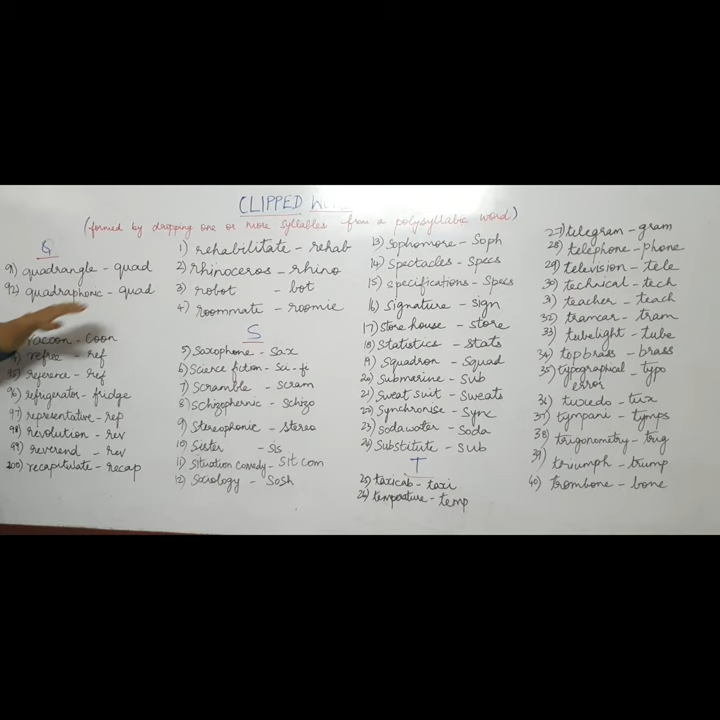 CLIPPED
(formed by dropping one or more syllables from a polysyllabic word)
Q
91) quadrangle - quad
92) quadraphonic - quad
raccoon - coon
refree - ref
95) reference - ref
96) refrigerator - fridge
97) representative - rep
98) revolution - rev
99) reverend - rev
100) recapitulate - recap
1) rehabilitate - rehab
2) rhinoceros - rhino
3) robot - bot
4) roommate - roomie
S
5) Saxophone - Sax
6) Science fiction - Sci-fi
7) Scramble - Scram
8) Schizophernic - Schizo
9) Stereophonic - stereo
10) Sister - Sis
11) Situation comedy - Sit com
12) Sociology - Sosh
13) Sophomore - Soph
14) Spectacles - Specs
15) Specifications - Specs
16) Signature - Sign
17) Store house - store
18) Statistics - Stats
19) Squadron - Squad
20) Submarine - Sub
21) Sweat suit - Sweats
22) Synchronise - Sync
23) Sodawater - Soda
24) Substitute - Sub
T
25) taxicab - taxi
26) temperature - temp
27) telegram - gram
28) telephone - phone
29) television - tele
30) technical - tech
31) teacher - teach
32) tramcar - tram
33) tubelight - tube
34) top brass - brass
35) typographical - typo
error
36) tuxedo - tux
37) tympani - tymps
38) trigonometry - trig
39) triumph - trump
40) trombone - bone